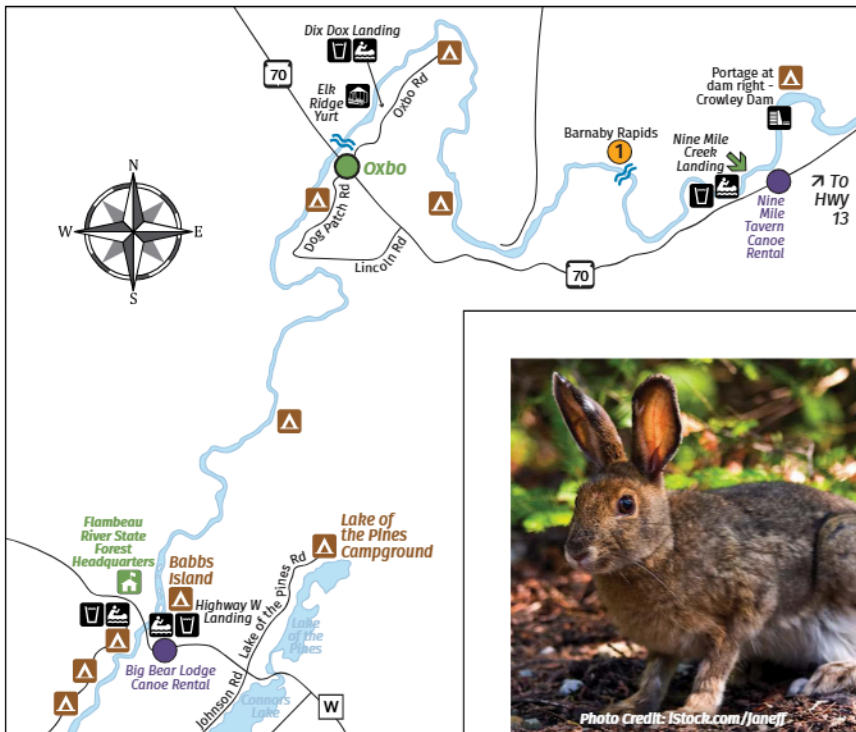 Dix Dox Landing
70
Elk
Ridge
Yurt
Oxbo Rd
Oxbo
Dog Patch Rd
Lincoln Rd
70
Barnaby Rapids
1
Nine Mile
Creek
Landing
Portage at
dam right -
Crowley Dam
Nine
Mile
Tavern
Canoe
Rental
To
Hwy
13
N
W
E
S
Flambeau
River State
Forest
Headquarters
Babbs
Island
Highway W
Landing
Big Bear Lodge
Canoe Rental
Lake of
the Pines
Campground
Lake of the Pines Rd
Lake
of the
Pines
Johnson Rd
Connors
Lake
W
Photo Credit: iStock.com/Janeff